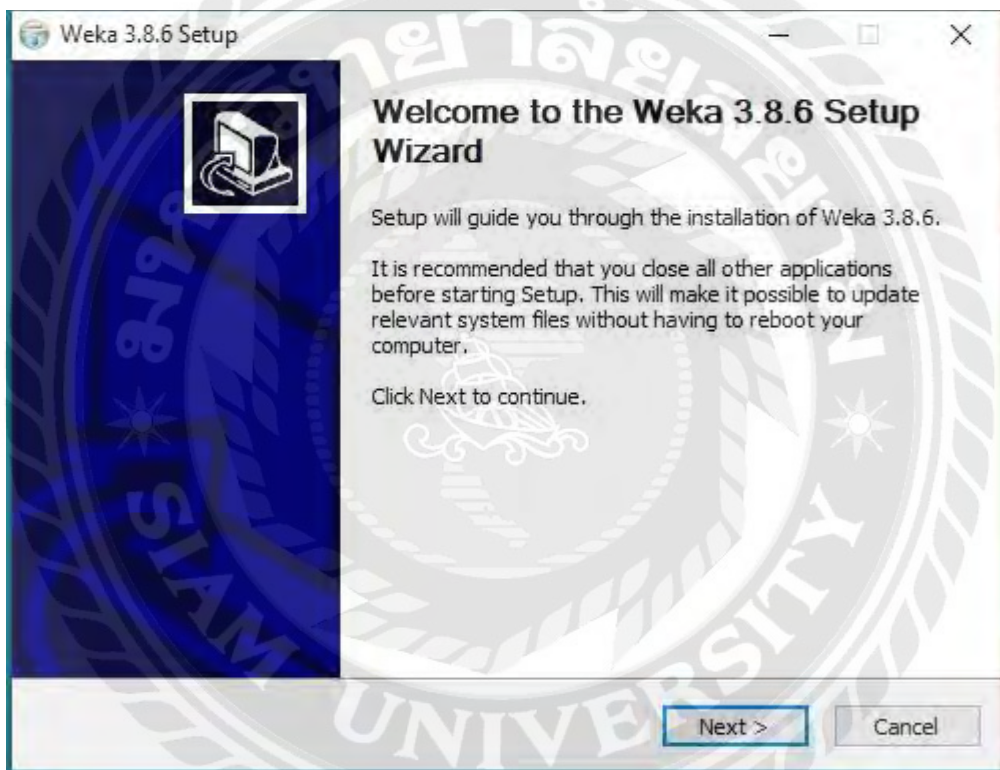 Weka 3.8.6 Setup
Welcome to the Weka 3.8.6 Setup
Wizard
Setup will guide you through the installation of Weka 3.8.6.
It is recommended that you close all other applications
before starting Setup. This will make it possible to update
relevant system files without having to reboot your
computer.
Click Next to continue.
Next >
Cancel
SIAM UNIVERSITY